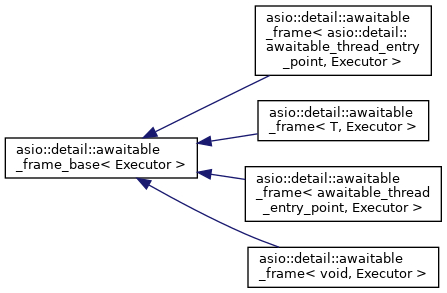 asio::detail::awaitable
_frame< asio::detail::
awaitable_thread_entry
_point, Executor >
asio::detail::awaitable
_frame< T, Executor >
asio::detail::awaitable
_frame_base< Executor >
asio::detail::awaitable
_frame< awaitable_thread
_entry_point, Executor >
asio::detail::awaitable
_frame< void, Executor >